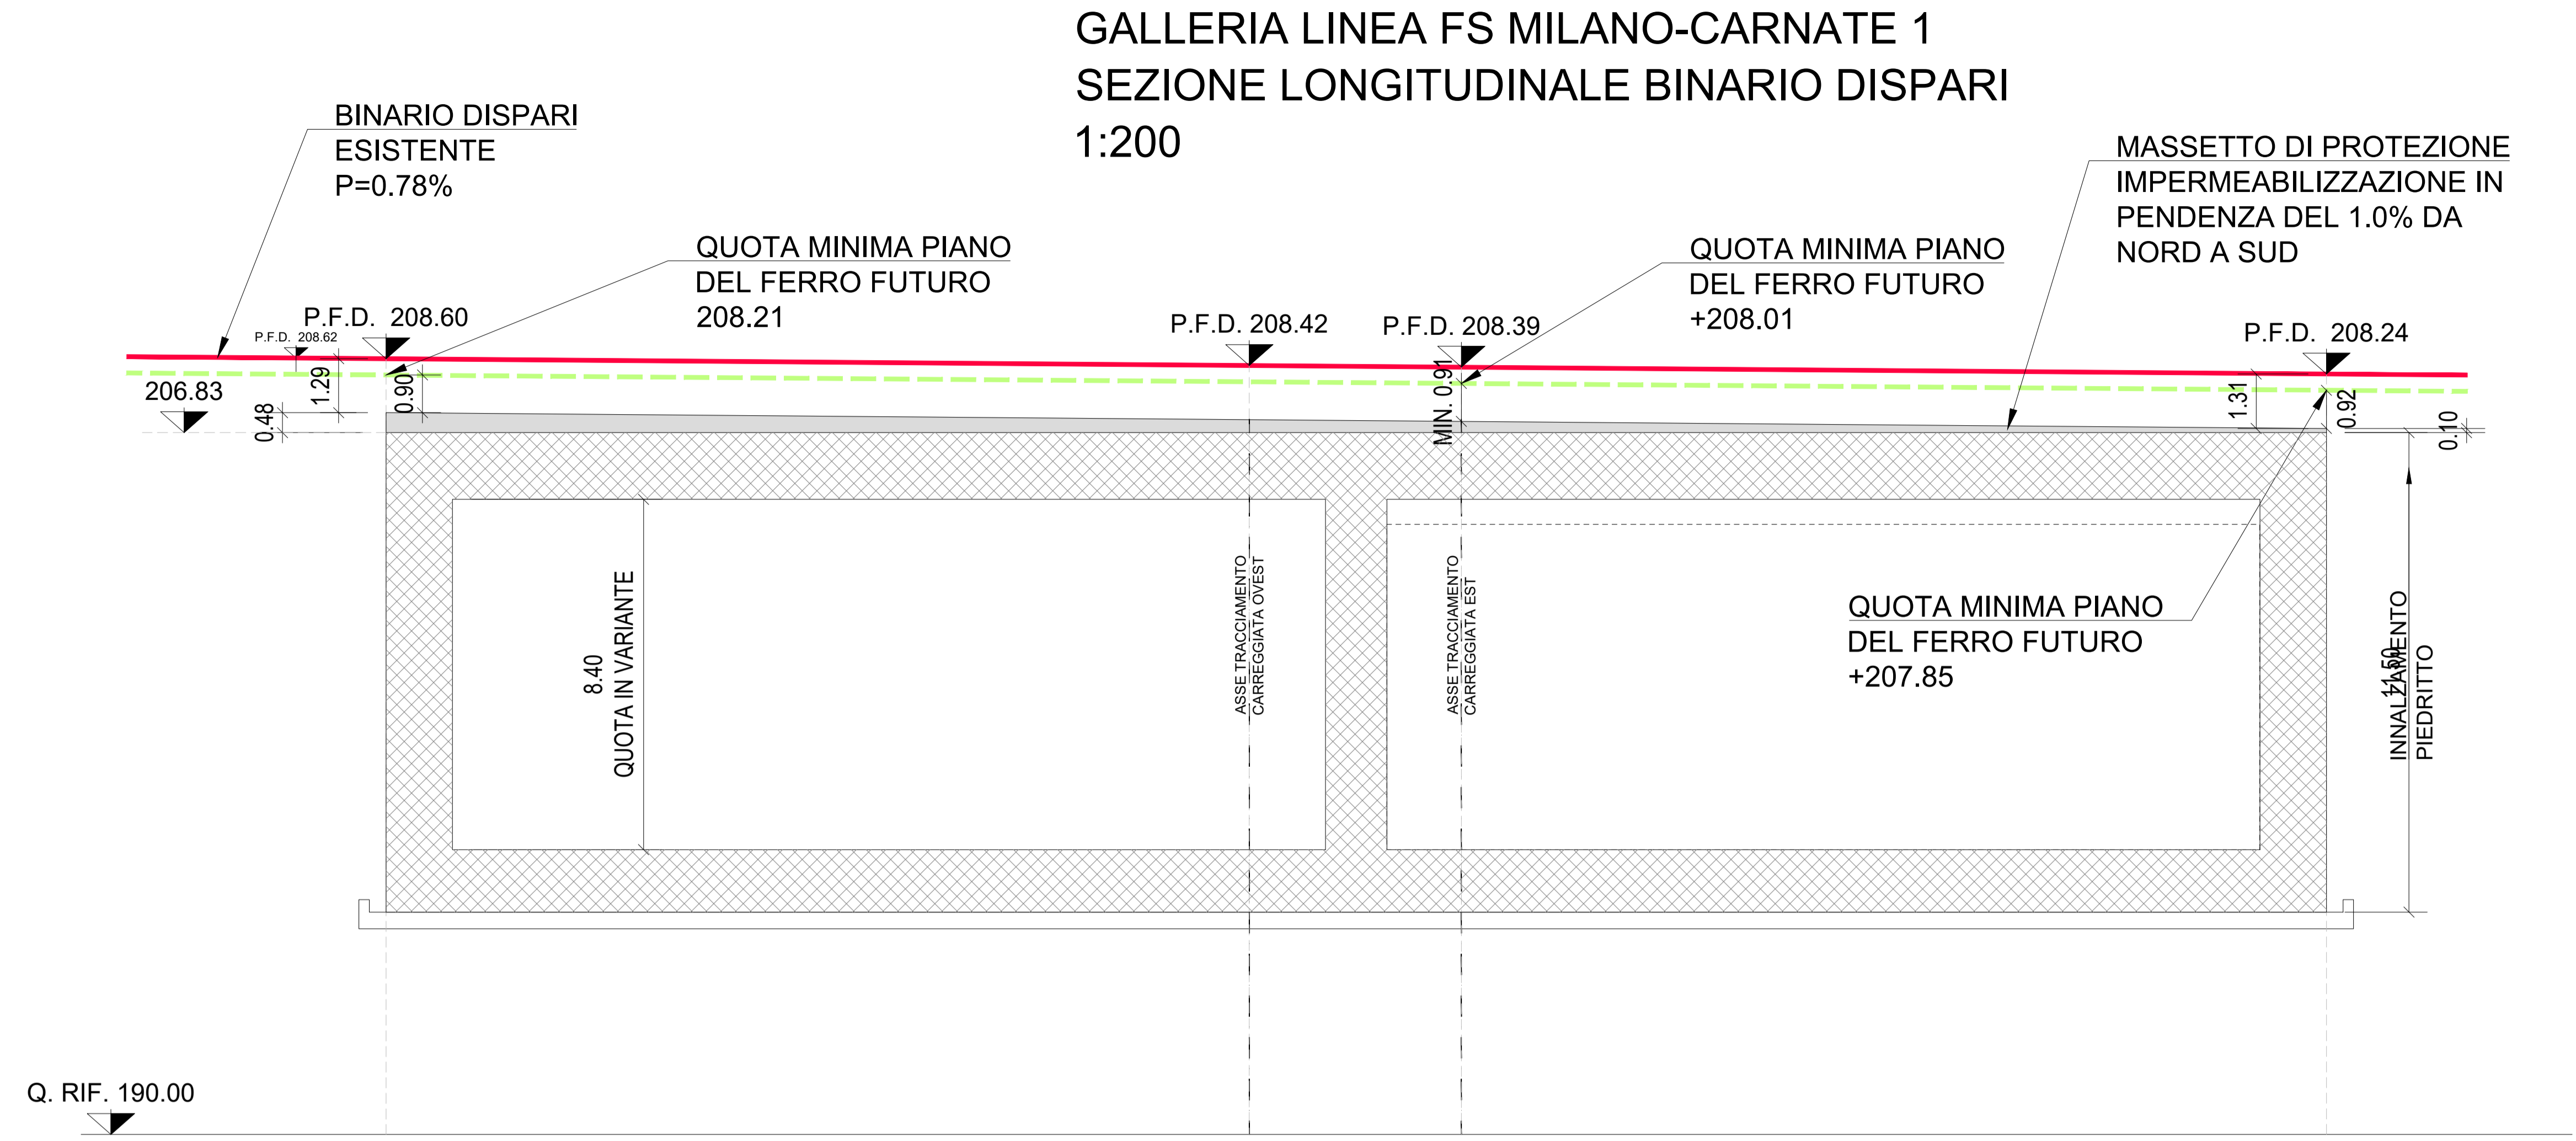 GALLERIA LINEA FS MILANO-CARNATE 1
SEZIONE LONGITUDINALE BINARIO DISPARI
1:200
BINARIO DISPARI
ESISTENTE
P=0.78%
MASSETTO DI PROTEZIONE
IMPERMEABILIZZAZIONE IN
PENDENZA DEL 1.0% DA
NORD A SUD
QUOTA MINIMA PIANO
DEL FERRO FUTURO
208.21
QUOTA MINIMA PIANO
DEL FERRO FUTURO
+208.01
P.F.D. 208.62
P.F.D. 208.60
P.F.D. 208.42
P.F.D. 208.39
P.F.D. 208.24
206.83
0.48
1.29
0.90
MIN. 0.91
1.31
0.92
0.10
8.40
QUOTA IN VARIANTE
ASSE TRACCIAMENTO
CARREGGIATA OVEST
ASSE TRACCIAMENTO
CARREGGIATA EST
QUOTA MINIMA PIANO
DEL FERRO FUTURO
+207.85
11.50
INNALZAMENTO
PIEDRITTO
Q. RIF. 190.00